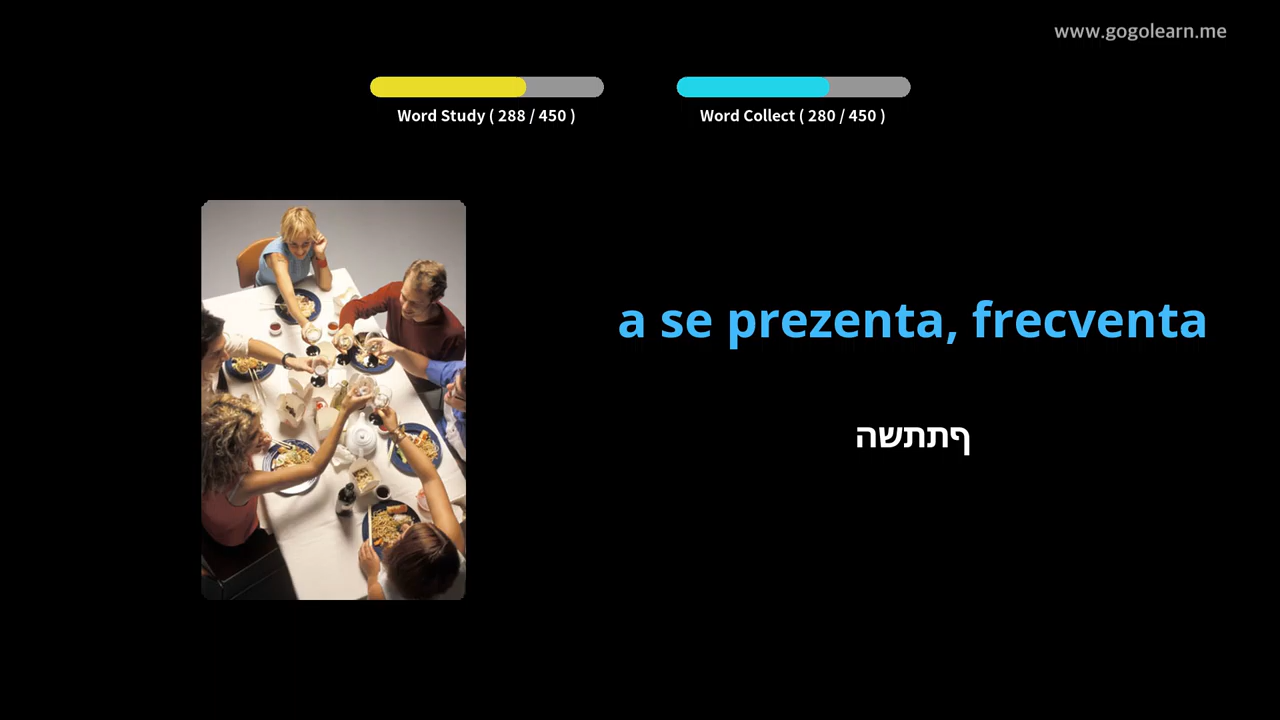 www.gogolearn.me
Word Study ( 288 / 450 )
Word Collect ( 280 / 450 )
a se prezenta, frecventa
ףתתשה